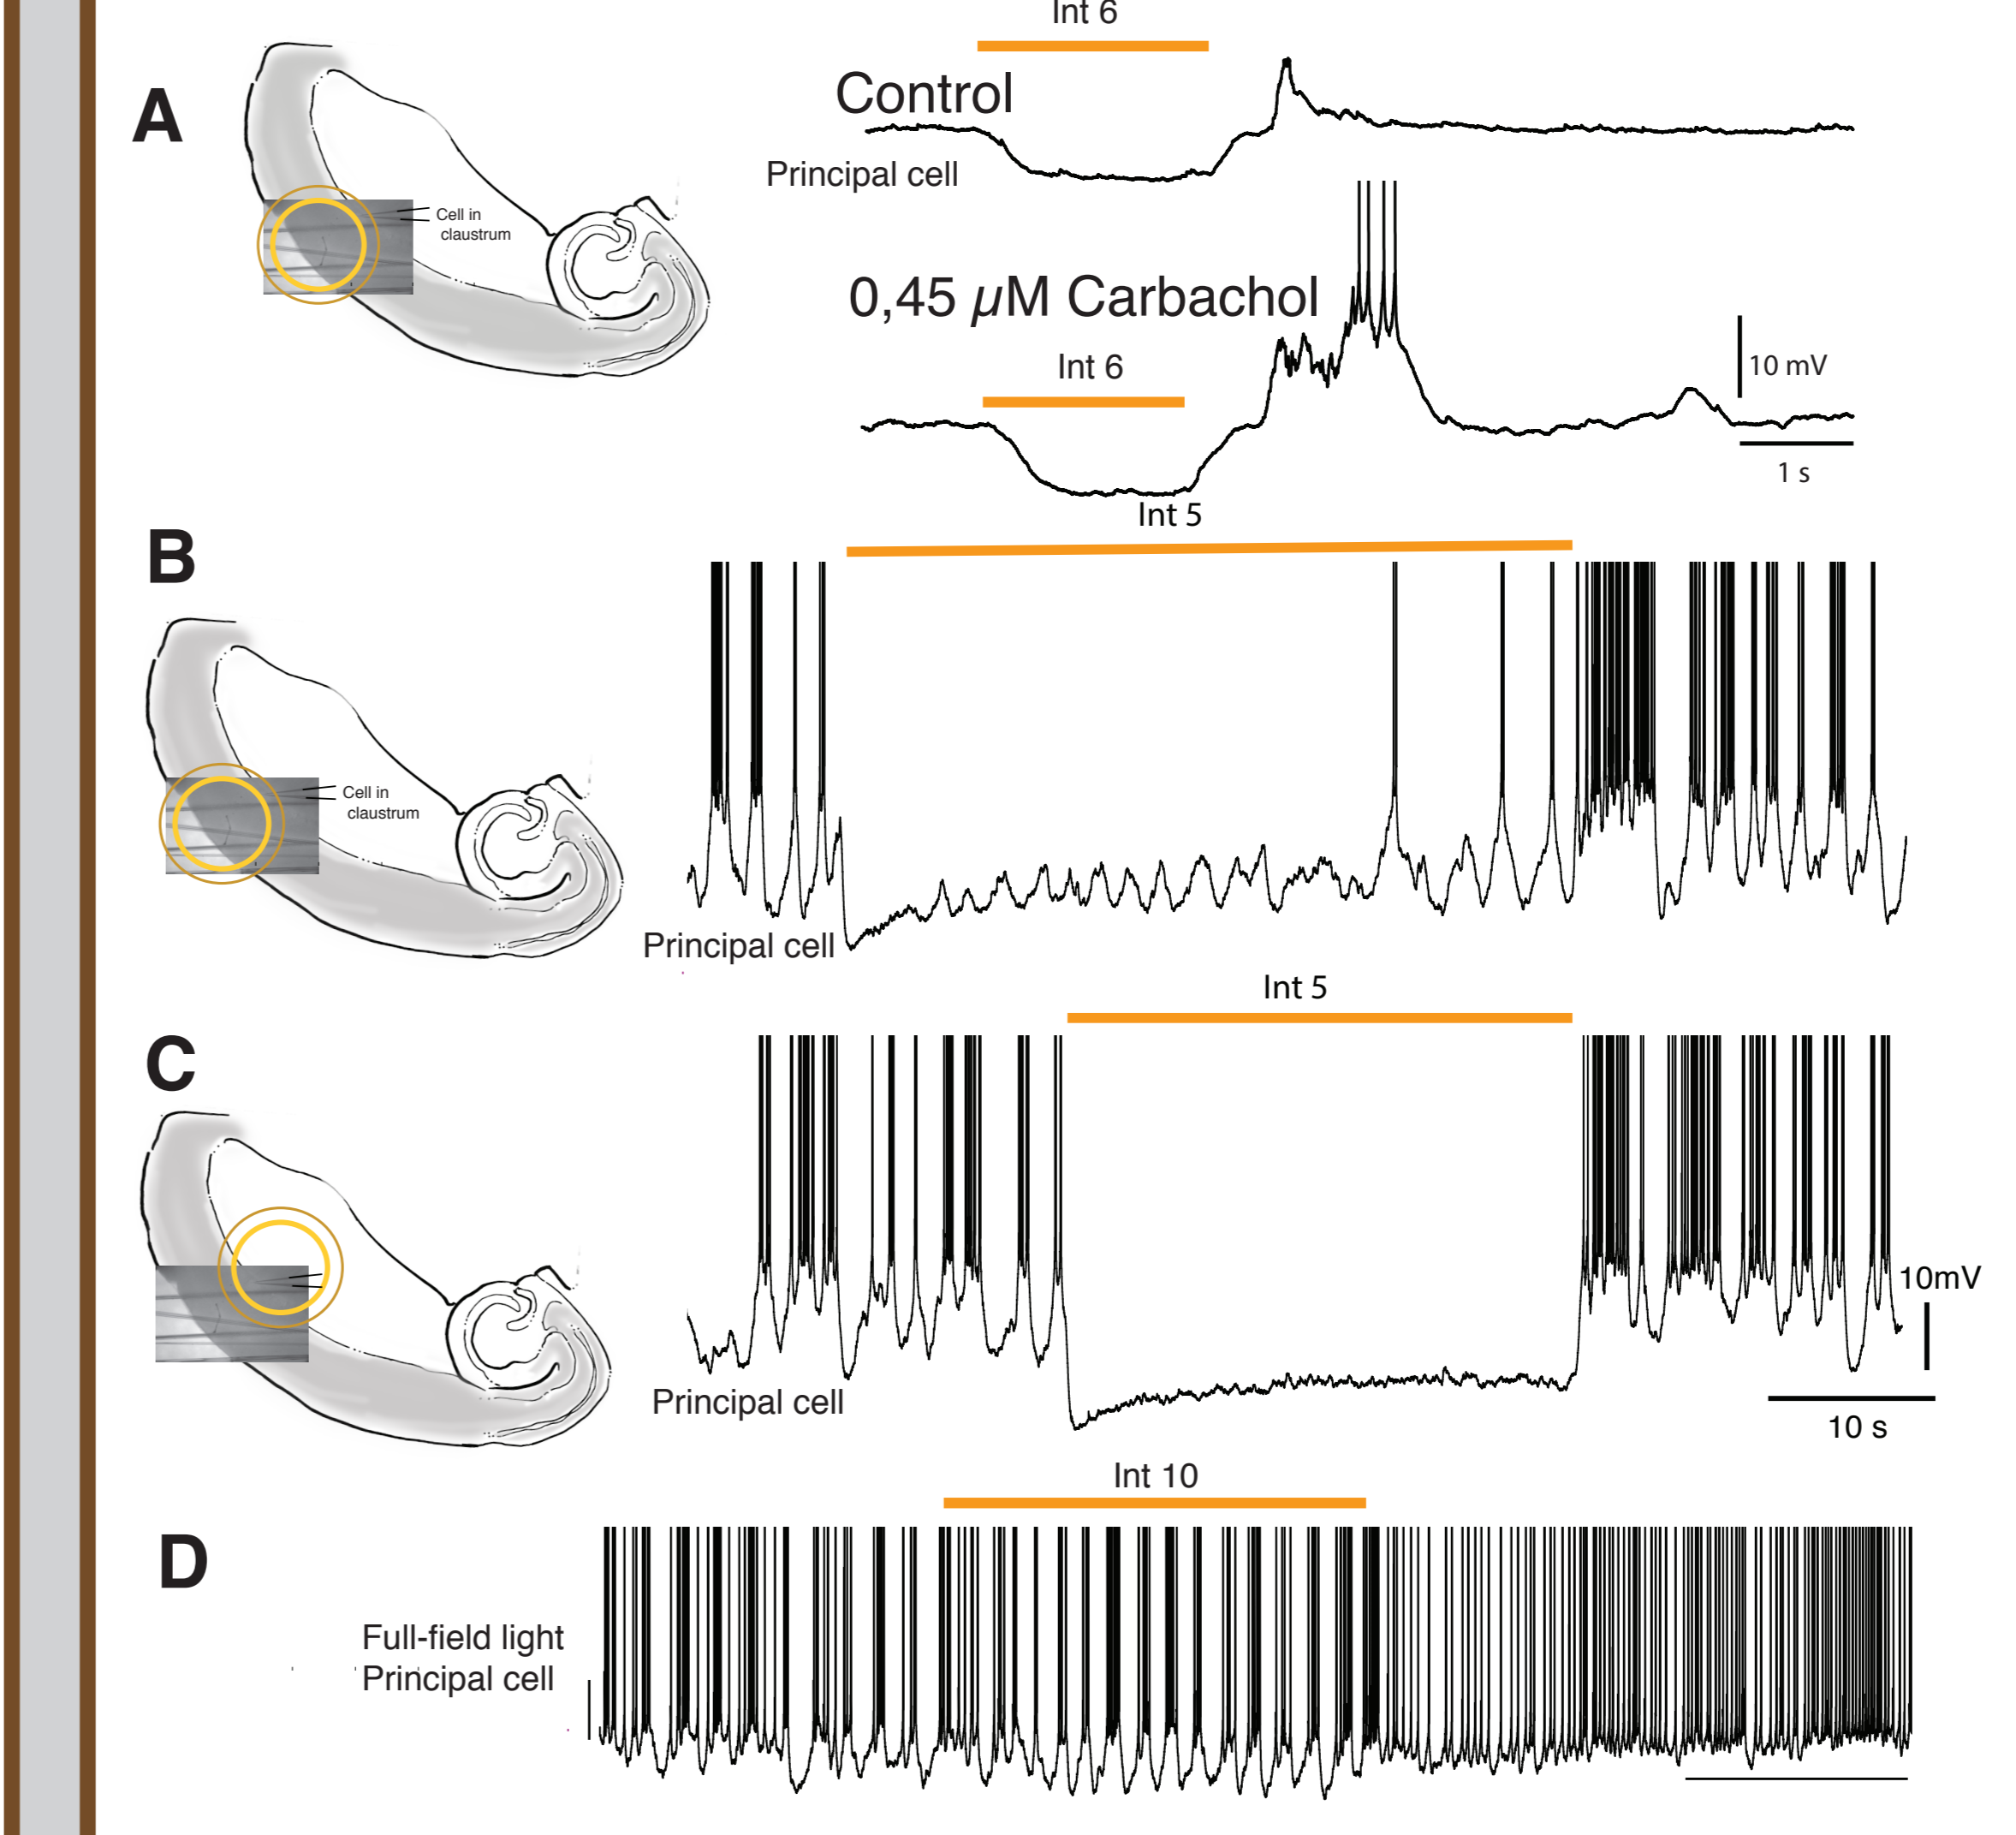 Int 6
A
Control
Principal cell
Cell in
claustrum
0,45 µM Carbachol
Int 6
10 mV
1 s
Int 5
B
Cell in
claustrum
Principal cell
Int 5
C
10mV
Principal cell
10 s
Int 10
D
Full-field light
Principal cell